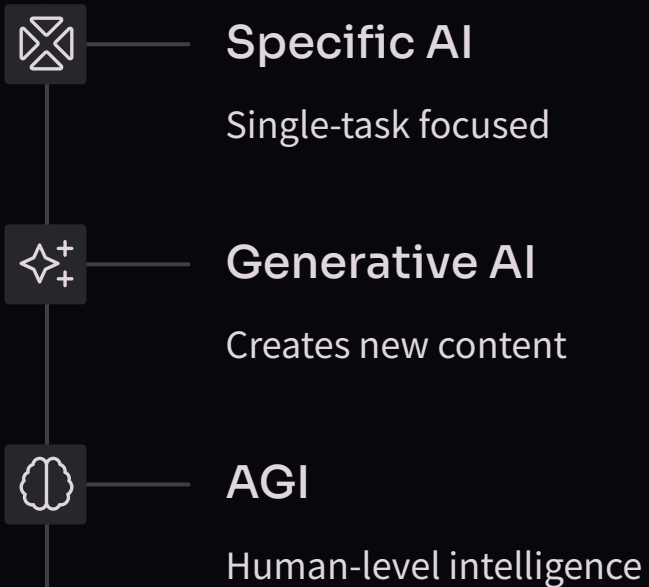 Specific AI
Single-task focused
Generative AI
Creates new content
AGI
Human-level intelligence